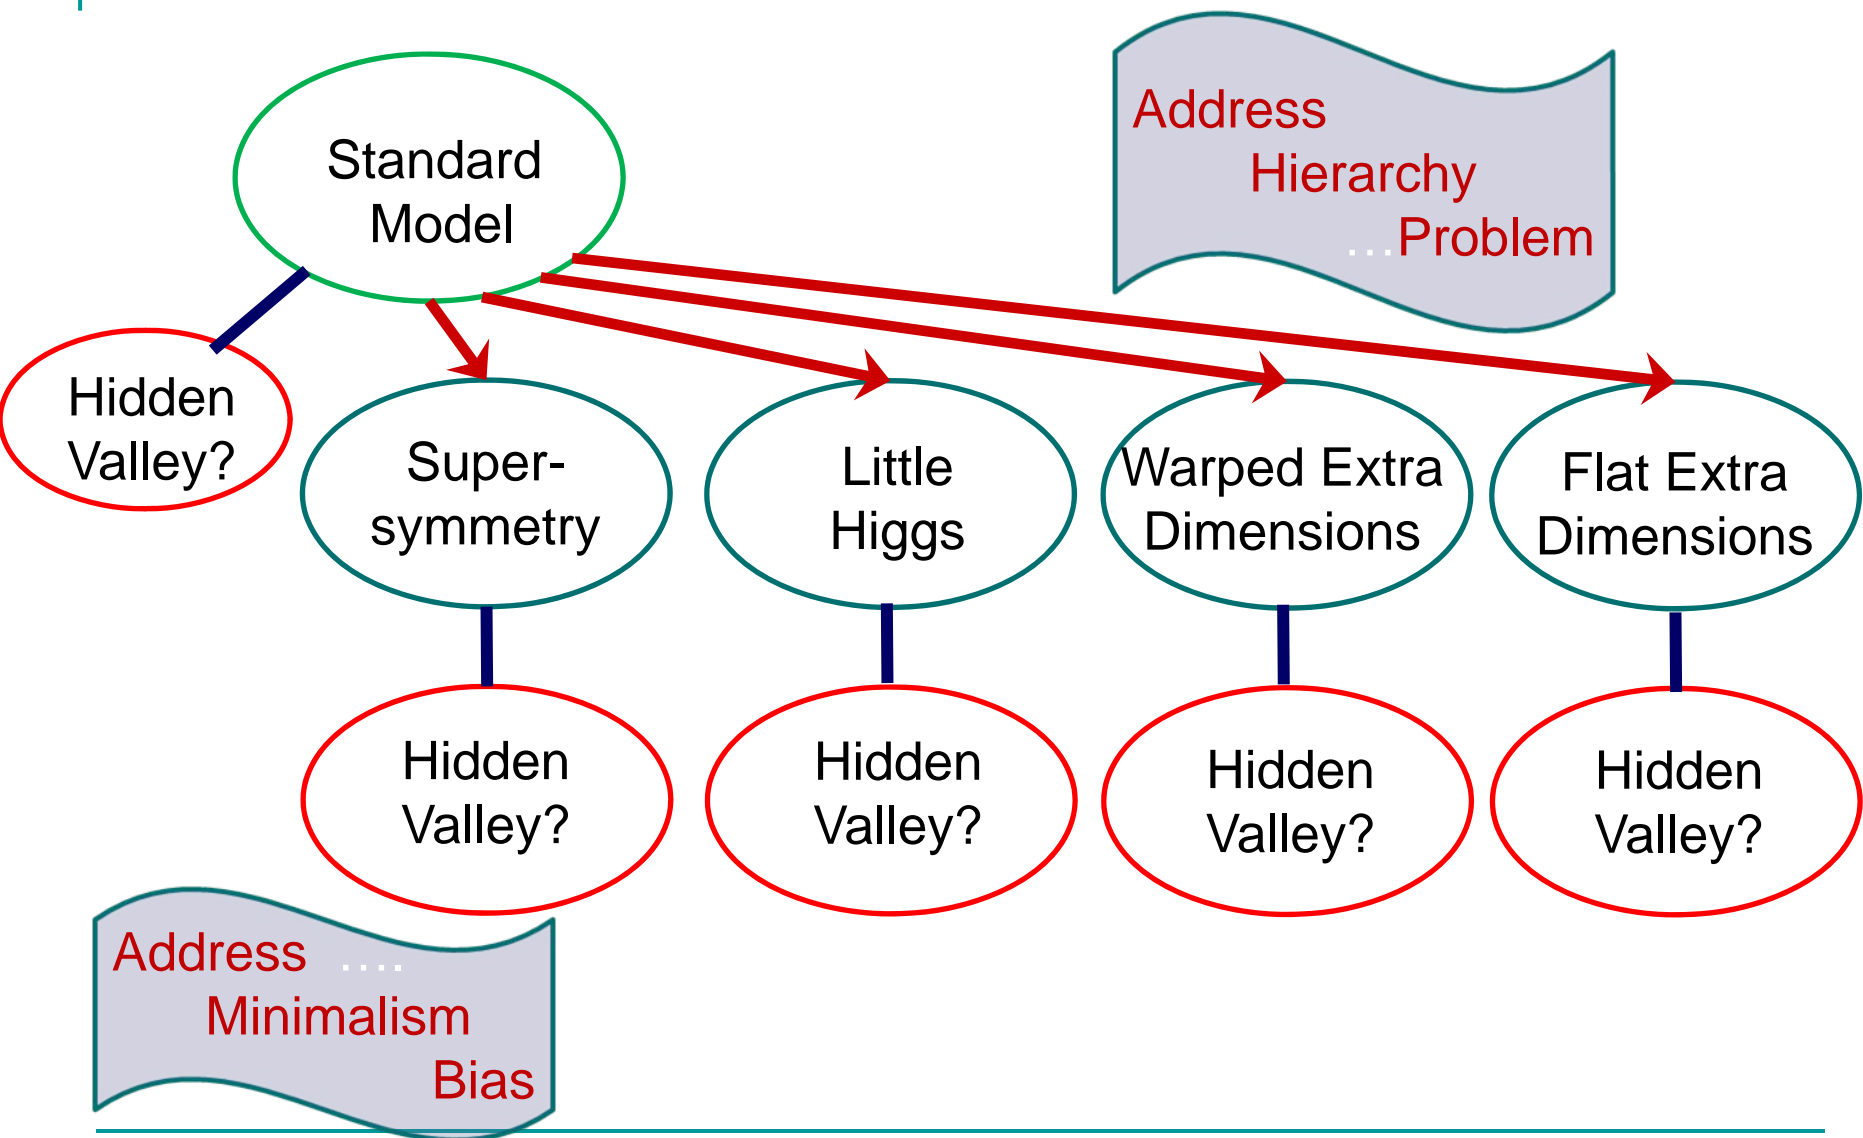 Standard
Model
Address
Hierarchy
...Problem
Hidden
Valley?
Super-
symmetry
Little
Higgs
Warped Extra
Dimensions
Flat Extra
Dimensions
Hidden
Valley?
Hidden
Valley?
Hidden
Valley?
Hidden
Valley?
Address ....
Minimalism
Bias